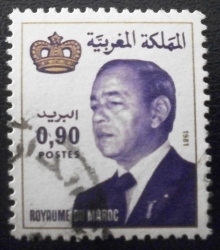 المملكة المغربية
البريد
0,90
POSTES
1981
ROYAUME DU MAROC